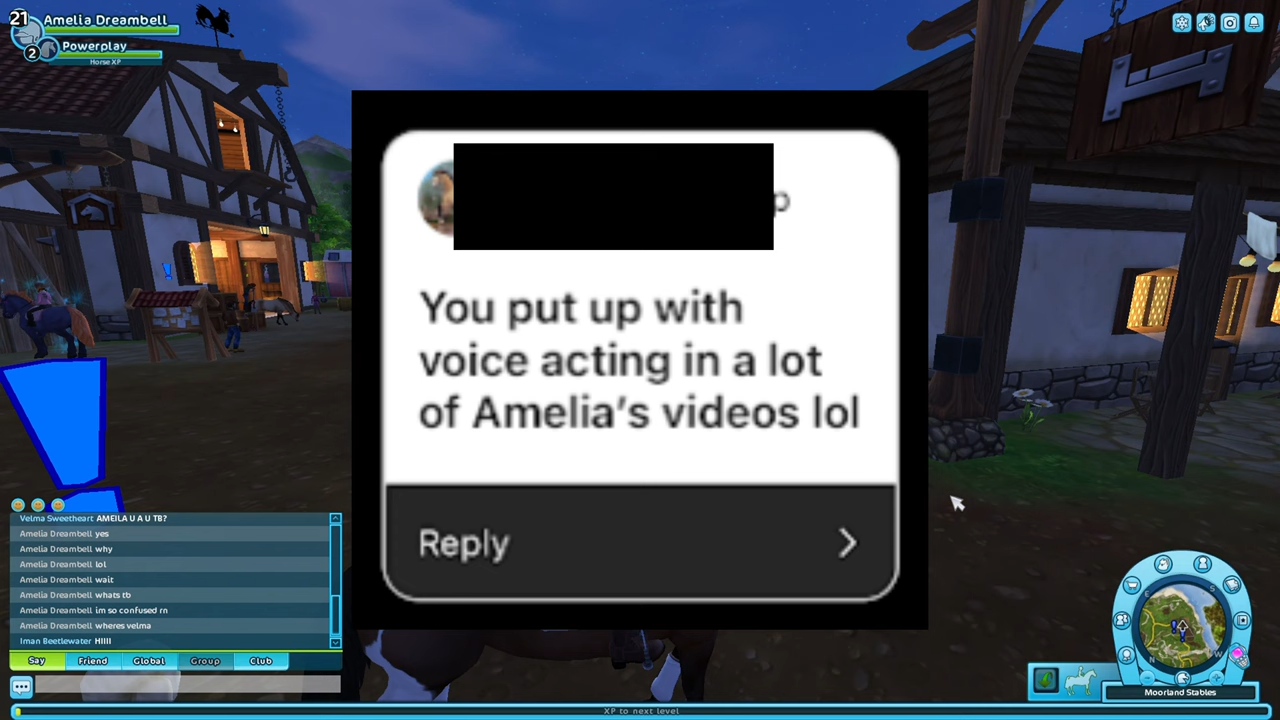 21 Amelia Dreambell
2 Powerplay
Horse XP
p
You put up with
voice acting in a lot
of Amelia's videos lol
Reply
Velma Sweetheart AMEILA U A U TB?
Amelia Dreambell yes
Amelia Dreambell why
Amelia Dreambell lol
Amelia Dreambell wait
Amelia Dreambell whats tb
Amelia Dreambell im so confused rn
Amelia Dreambell wheres velma
Iman Beetlewater HIIII
Say Friend Global Group Club
E S N W
Moorland Stables
XP to next level